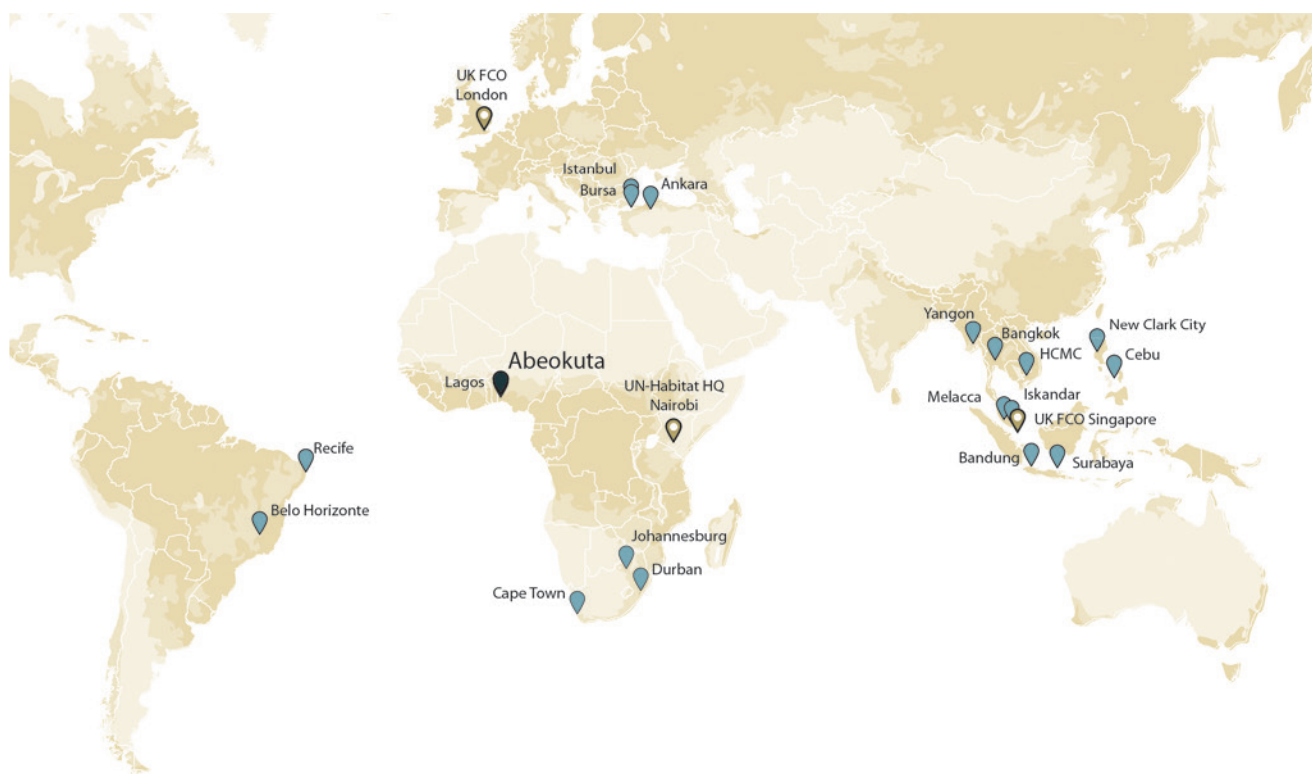 UK FCO
London
Istanbul
Bursa
Ankara
Yangon
Bangkok
HCMC
New Clark City
Cebu
Abeokuta
Lagos
UN-Habitat HQ
Nairobi
Melacca
Iskandar
UK FCO Singapore
Bandung
Surabaya
Recife
Belo Horizonte
Johannesburg
Durban
Cape Town